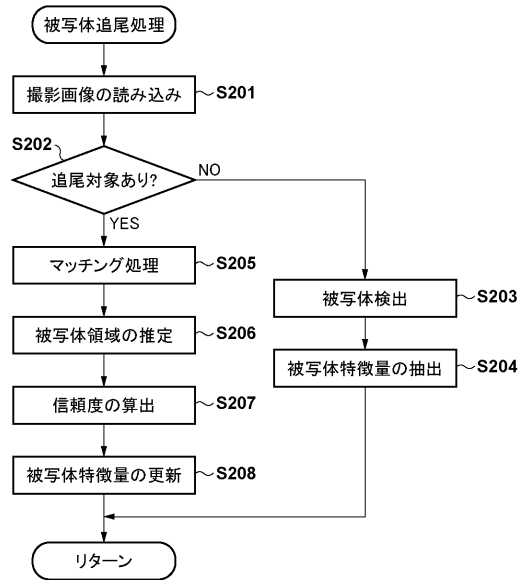 被写体追尾処理
撮影画像の読み込み
S201
S202
追尾対象あり?
NO
YES
マッチング処理
S205
被写体検出
S203
被写体領域の推定
S206
被写体特徴量の抽出
S204
信頼度の算出
S207
被写体特徴量の更新
S208
リターン